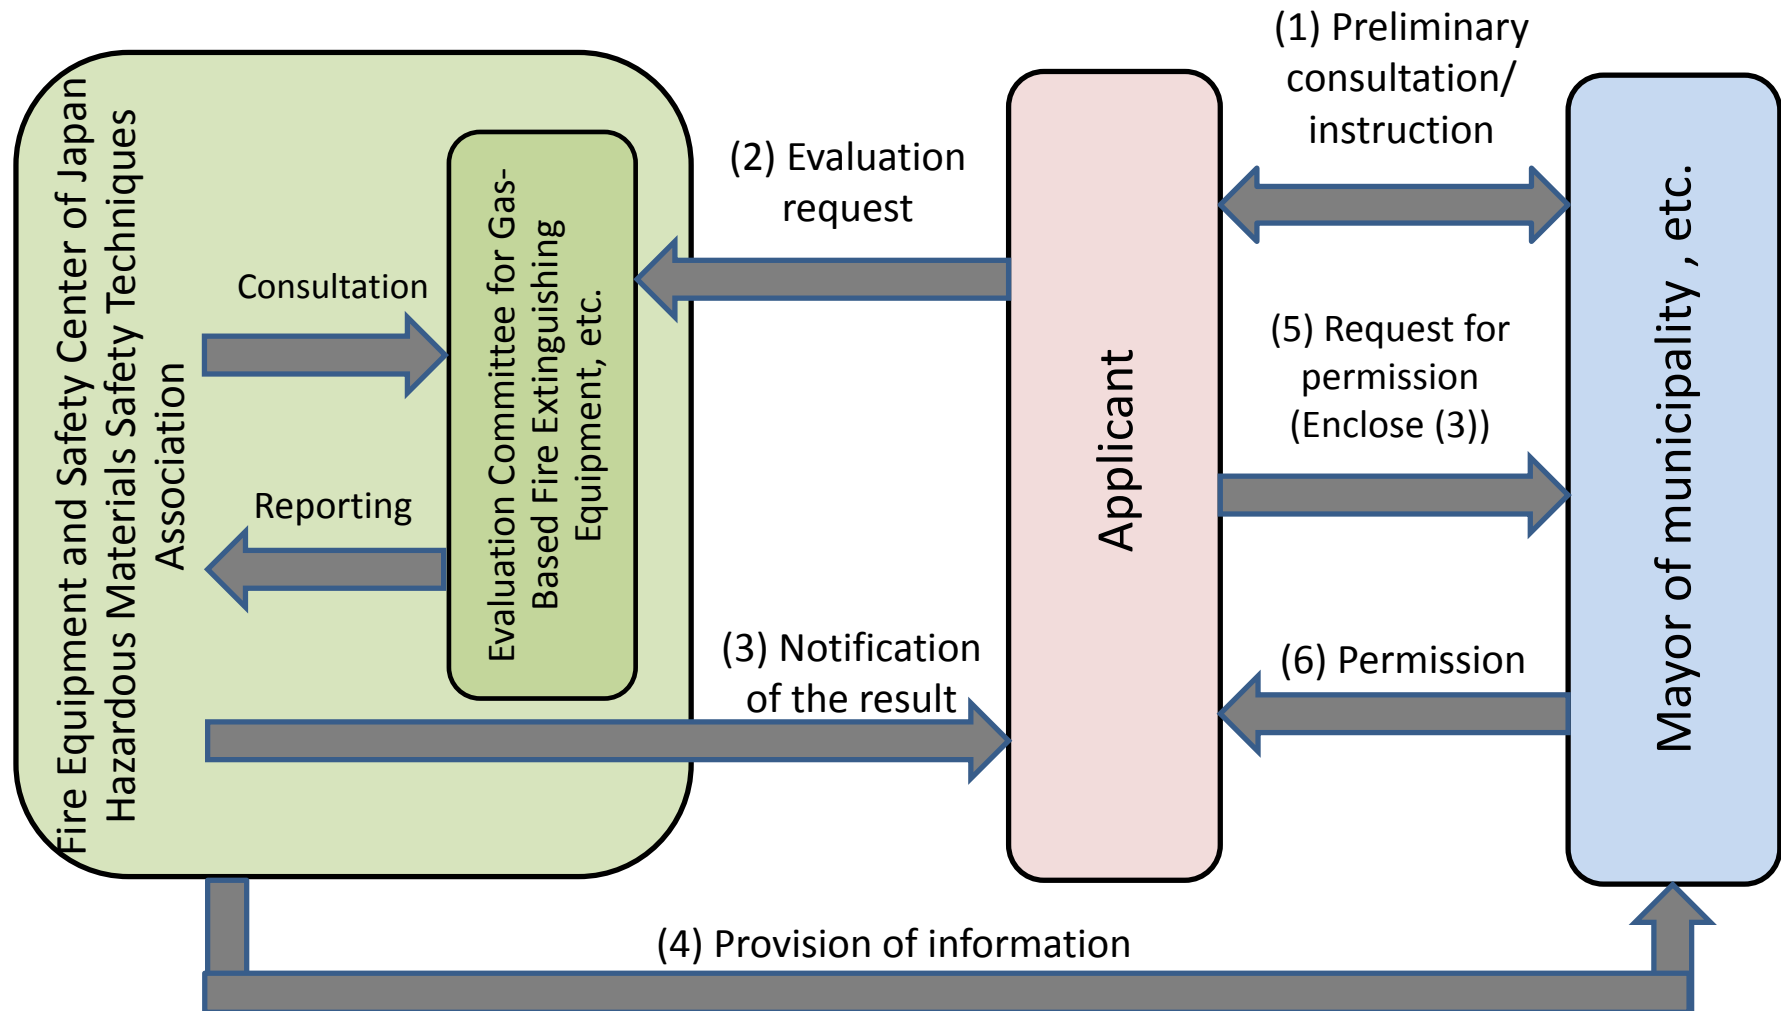 Fire Equipment and Safety Center of Japan
Hazardous Materials Safety Techniques
Association
Consultation
Reporting
Evaluation Committee for Gas-
Based Fire Extinguishing
Equipment, etc.
(2) Evaluation
request
(3) Notification
of the result
Applicant
(1) Preliminary
consultation/
instruction
(5) Request for
permission
(Enclose (3))
(6) Permission
Mayor of municipality , etc.
(4) Provision of information